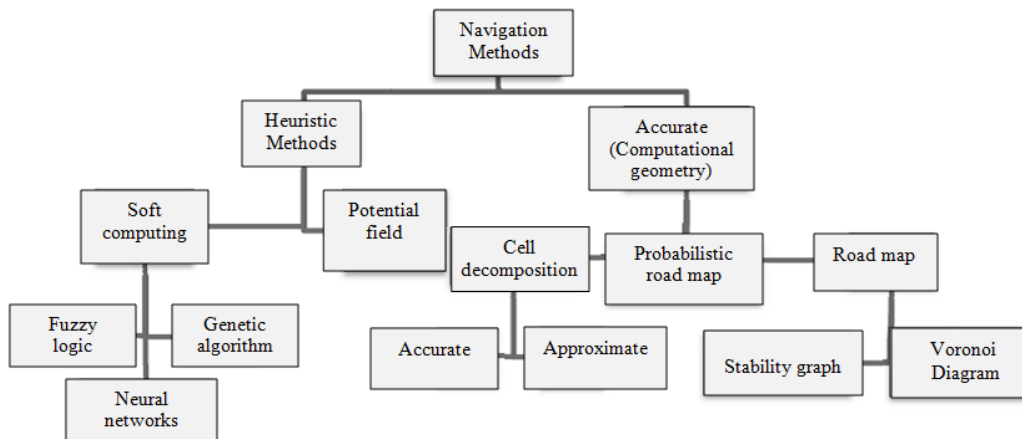 Navigation
Methods
Heuristic
Methods
Accurate
(Computational
geometry)
Soft
computing
Potential
field
Cell
decomposition
Probabilistic
road map
Road map
Fuzzy
logic
Genetic
algorithm
Neural
networks
Accurate
Approximate
Stability graph
Voronoi
Diagram